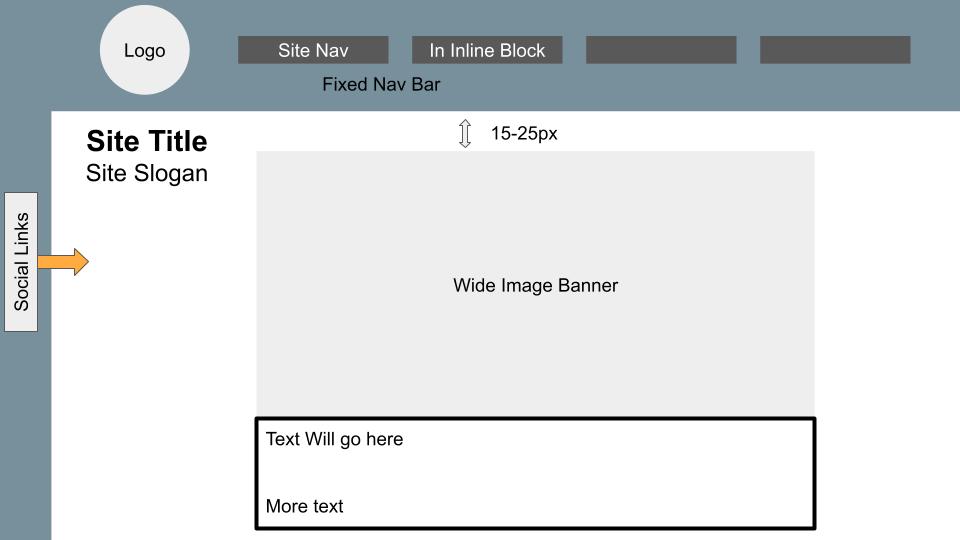 Logo
Site Nav
In Inline Block
Fixed Nav Bar
15-25px
Site Title
Site Slogan
Social Links
Wide Image Banner
Text Will go here
More text